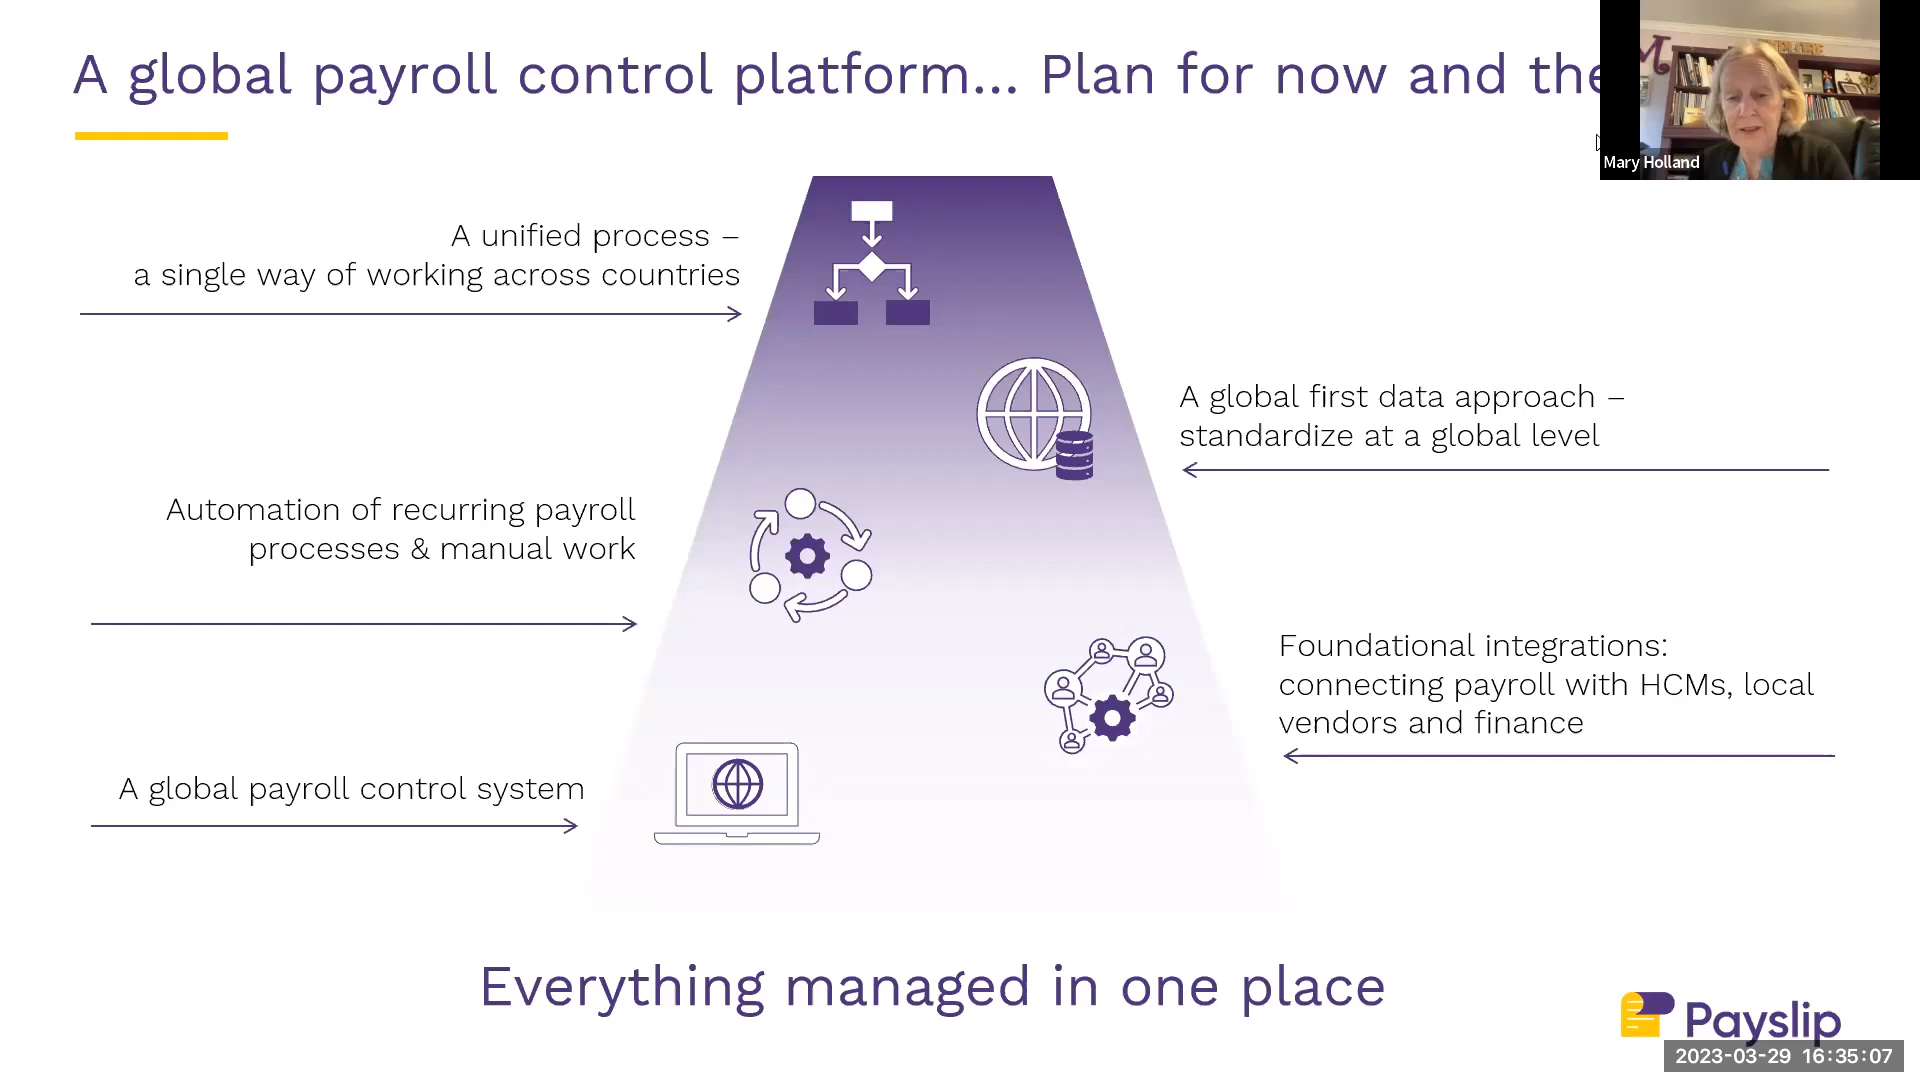 A global payroll control platform... Plan for now and the
Mary Holland
A unified process –
a single way of working across countries
A global first data approach –
standardize at a global level
Automation of recurring payroll
processes & manual work
Foundational integrations:
connecting payroll with HCMs, local
vendors and finance
A global payroll control system
Everything managed in one place
Payslip
2023-03-29 16:35:07